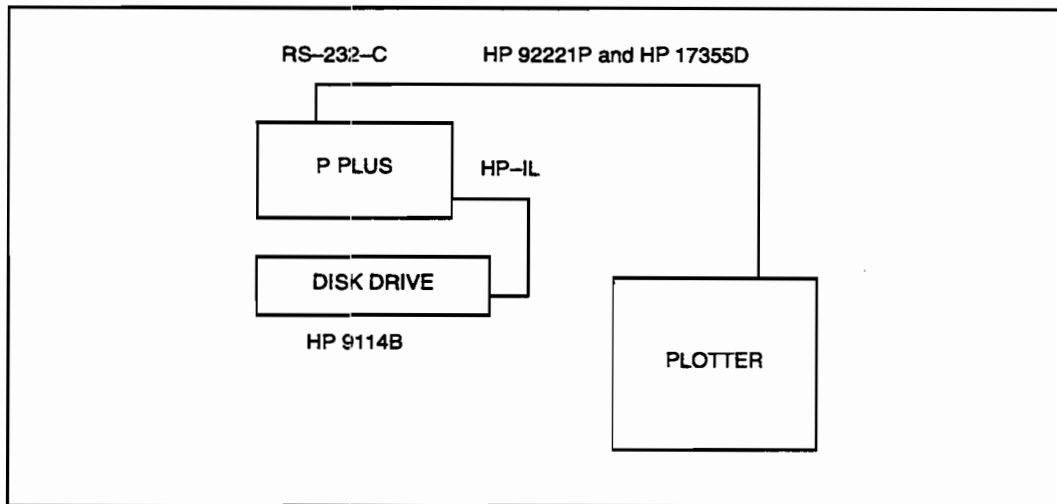 RS-232-C HP 92221P and HP 17355D
P PLUS
HP-IL
DISK DRIVE
HP 9114B
PLOTTER